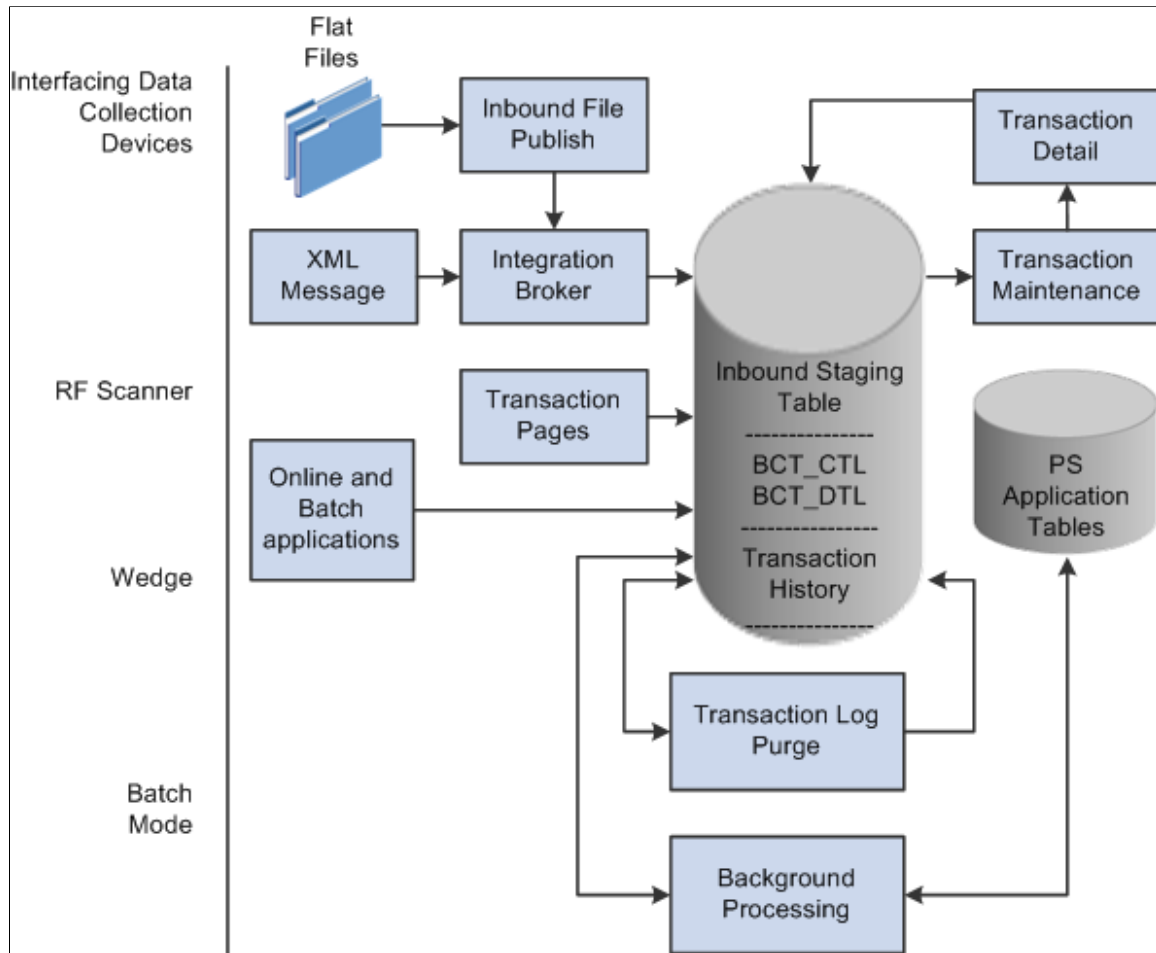 Flat
Files
Interfacing Data
Collection
Devices
Inbound File
Publish
Transaction
Detail
XML
Message
Integration
Broker
Transaction
Maintenance
RF Scanner
Transaction
Pages
Inbound Staging
Table
---------------
BCT_CTL
BCT_DTL
----------------
Transaction
History
----------------
PS
Application
Tables
Online and
Batch
applications
Wedge
Transaction Log
Purge
Batch
Mode
Background
Processing